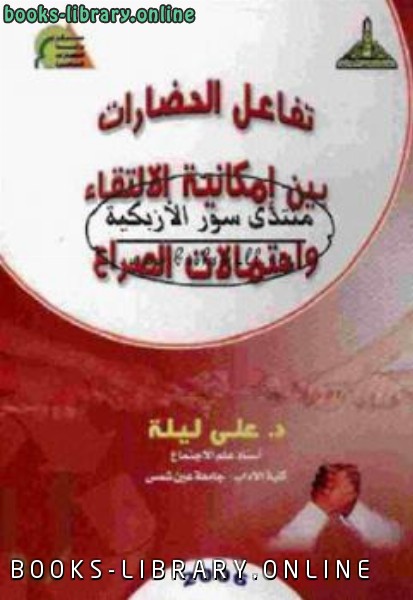 books-library.online
تفاعل الحضارات
بين إمكانية الالتقاء
منتدى سور الأزبكية
واحتمالات الصراع
د. على ليلة
أستاذ علم الاجتماع
كلية الآداب - جامعة عين شمس
BOOKS-LIBRARY.ONLINE